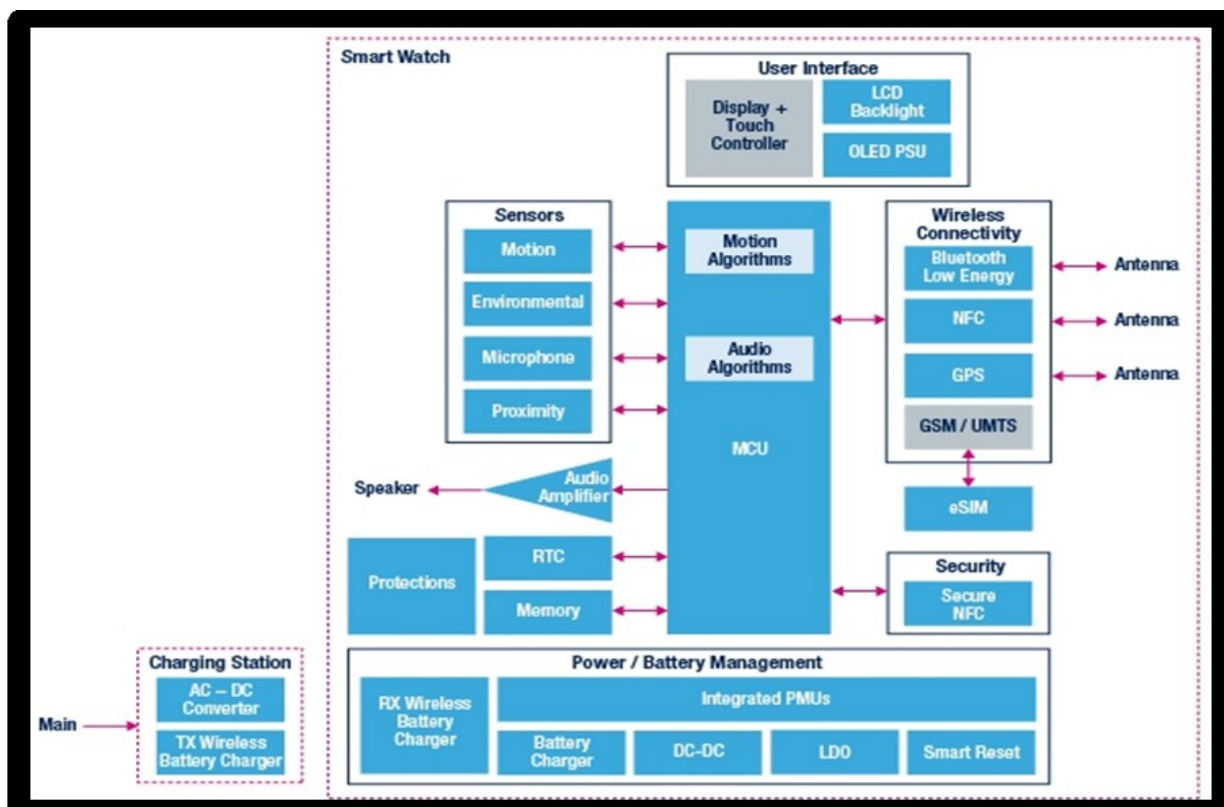 Smart Watch
User Interface
Display +
Touch
Controller
LCD
Backlight
OLED PSU
Sensors
Motion
Environmental
Microphone
Proximity
Motion
Algorithms
Audio
Algorithms
MCU
Wireless
Connectivity
Bluetooth
Low Energy
NFC
GPS
GSM / UMTS
Antenna
Antenna
Antenna
eSIM
Speaker
Audio
Amplifier
Protections
RTC
Memory
Security
Secure
NFC
Charging Station
AC – DC
Converter
TX Wireless
Battery Charger
Main
Power / Battery Management
RX Wireless
Battery
Charger
Integrated PMUs
Battery
Charger
DC-DC
LDO
Smart Reset